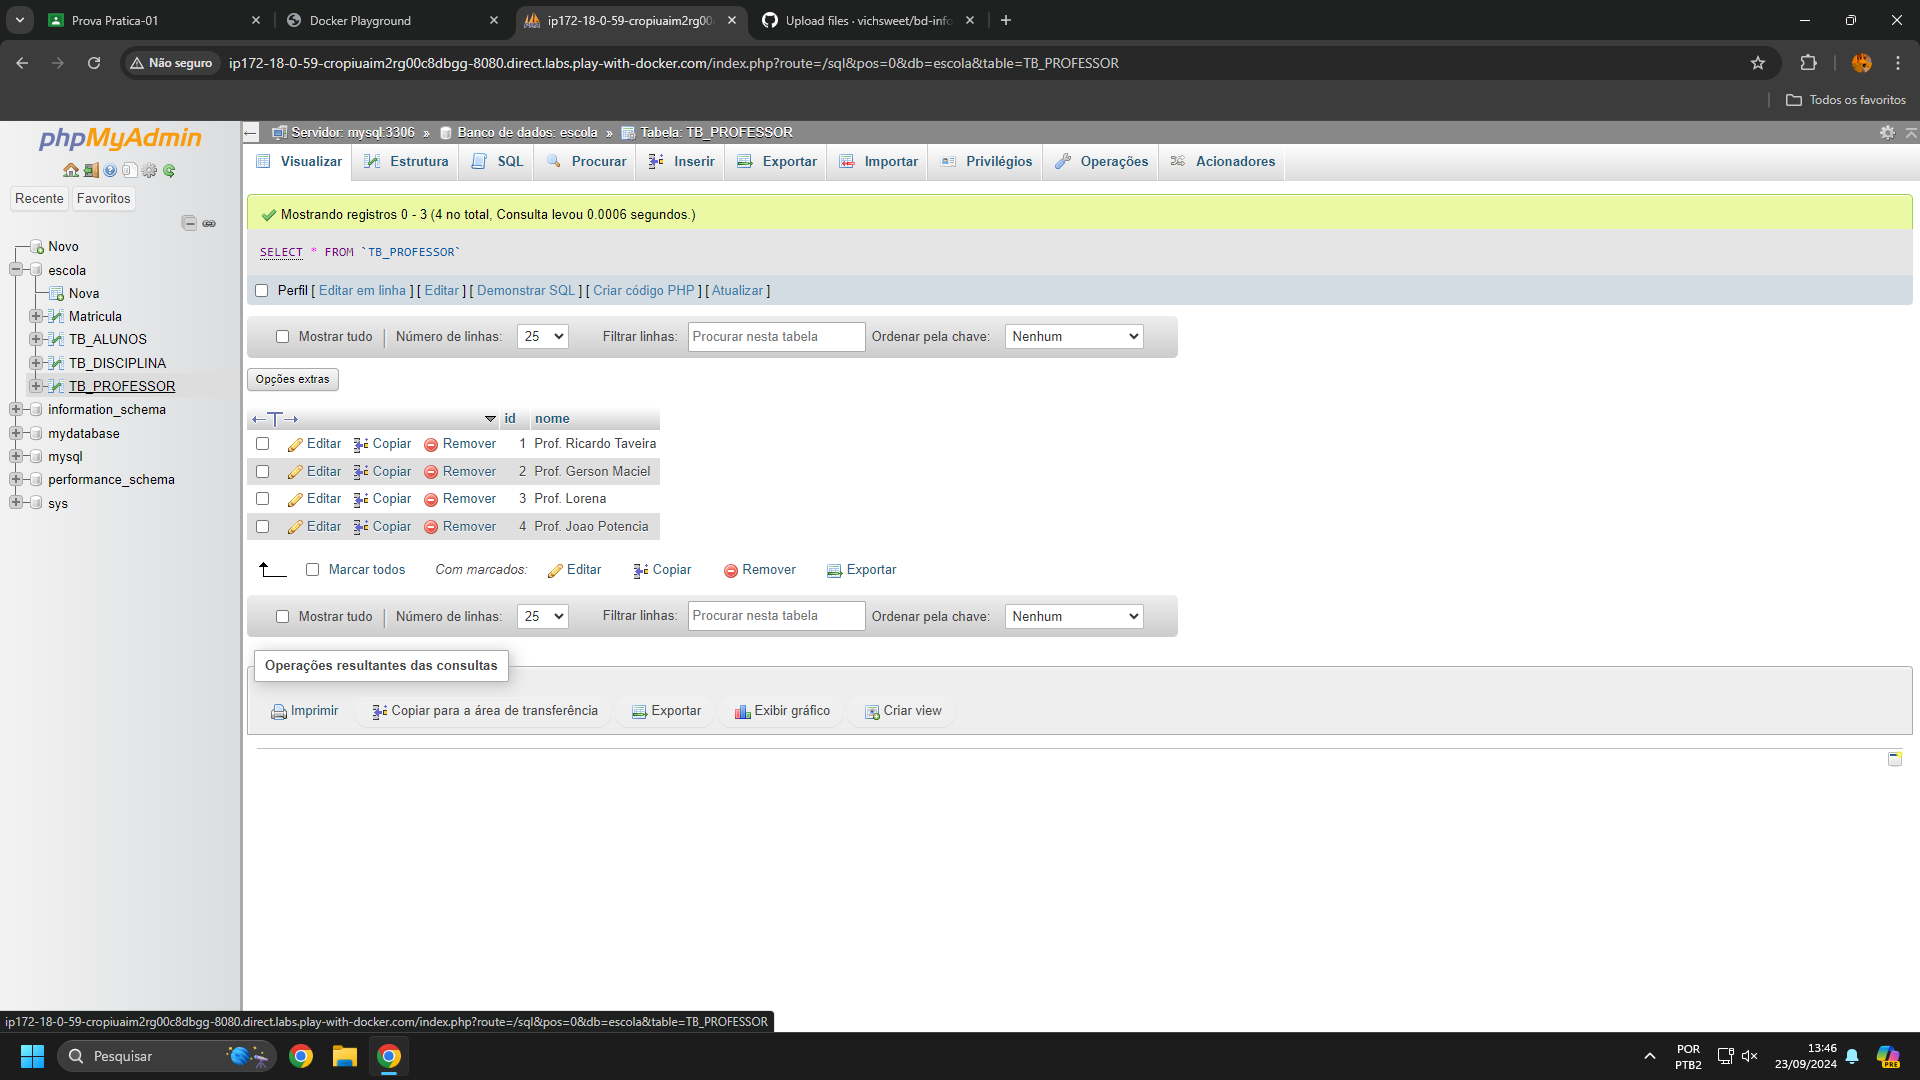 Prova Pratica-01
Docker Playground
ip172-18-0-59-cropiuaim2rg00
Upload files · vichsweet/bd-info
Não seguro
ip172-18-0-59-cropiuaim2rg00c8dbgg-8080.direct.labs.play-with-docker.com/index.php?route=/sql&pos=0&db=escola&table=TB_PROFESSOR
Todos os favoritos
phpMyAdmin
Recente
Favoritos
Novo
escola
Nova
Matricula
TB_ALUNOS
TB_DISCIPLINA
TB_PROFESSOR
information_schema
mydatabase
mysql
performance_schema
sys
Servidor: mysql:3306 » Banco de dados: escola » Tabela: TB_PROFESSOR
Visualizar Estrutura SQL Procurar Inserir Exportar Importar Privilégios Operações Acionadores
Mostrando registros 0 - 3 (4 no total, Consulta levou 0.0006 segundos.)
SELECT * FROM `TB_PROFESSOR`
Perfil [ Editar em linha ] [ Editar ] [ Demonstrar SQL ] [ Criar código PHP ] [ Atualizar ]
Mostrar tudo Número de linhas: 25 Filtrar linhas: Procurar nesta tabela Ordenar pela chave: Nenhum
Opções extras
id nome
Editar Copiar Remover 1 Prof. Ricardo Taveira
Editar Copiar Remover 2 Prof. Gerson Maciel
Editar Copiar Remover 3 Prof. Lorena
Editar Copiar Remover 4 Prof. Joao Potencia
Marcar todos Com marcados: Editar Copiar Remover Exportar
Mostrar tudo Número de linhas: 25 Filtrar linhas: Procurar nesta tabela Ordenar pela chave: Nenhum
Operações resultantes das consultas
Imprimir Copiar para a área de transferência Exportar Exibir gráfico Criar view
ip172-18-0-59-cropiuaim2rg00c8dbgg-8080.direct.labs.play-with-docker.com/index.php?route=/sql&pos=0&db=escola&table=TB_PROFESSOR
Pesquisar
POR
PTB2
13:46
23/09/2024
PRE